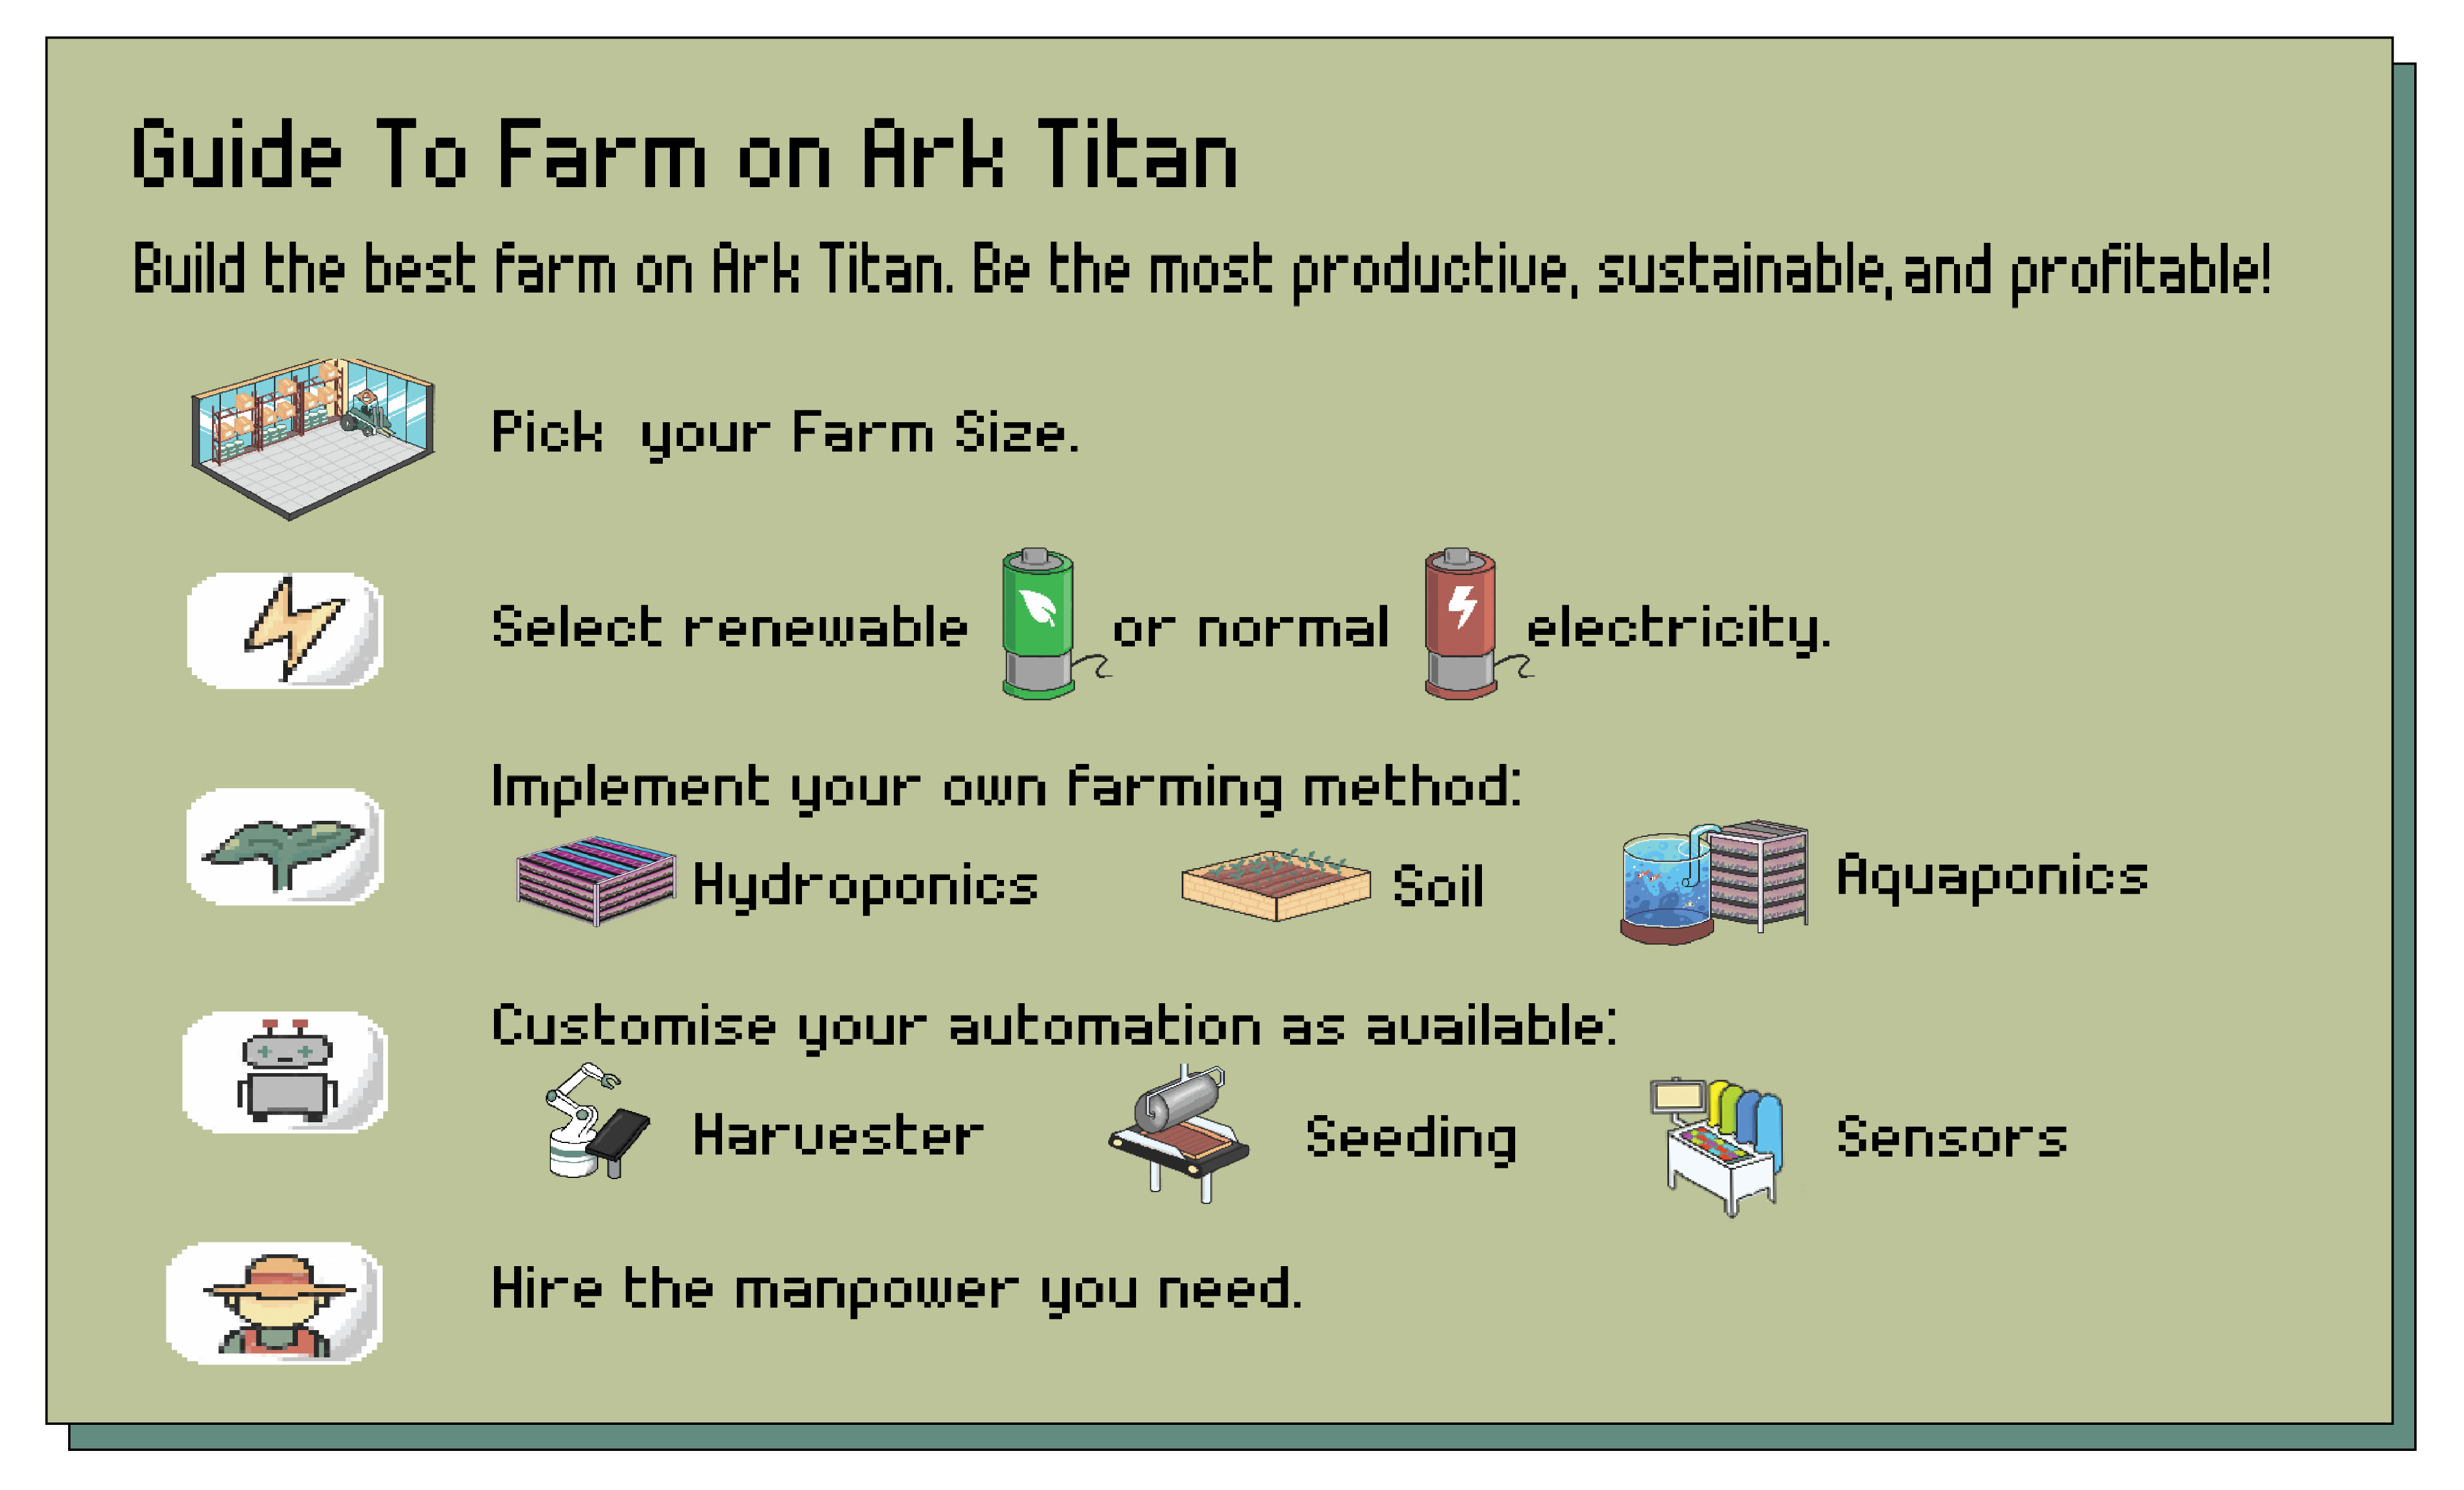 Guide To Farm on Ark Titan
Build the best farm on Ark Titan. Be the most productive, sustainable, and profitable!
Pick your Farm Size.
Select renewable or normal electricity.
Implement your own farming method:
Hydroponics Soil Aquaponics
Customise your automation as available:
Harvester Seeding Sensors
Hire the manpower you need.